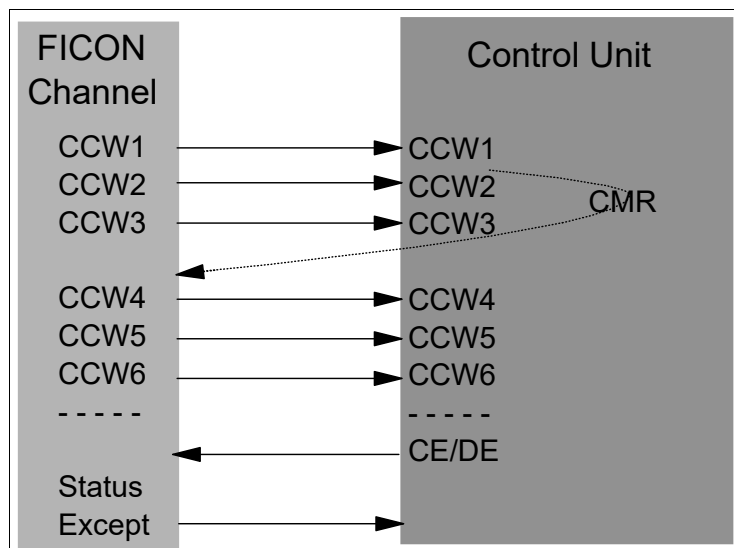 FICON
Channel
Control Unit
CCW1
CCW1
CCW2
CCW2
CMR
CCW3
CCW3
CCW4
CCW4
CCW5
CCW5
CCW6
CCW6
- - - - -
- - - - -
CE/DE
Status
Except